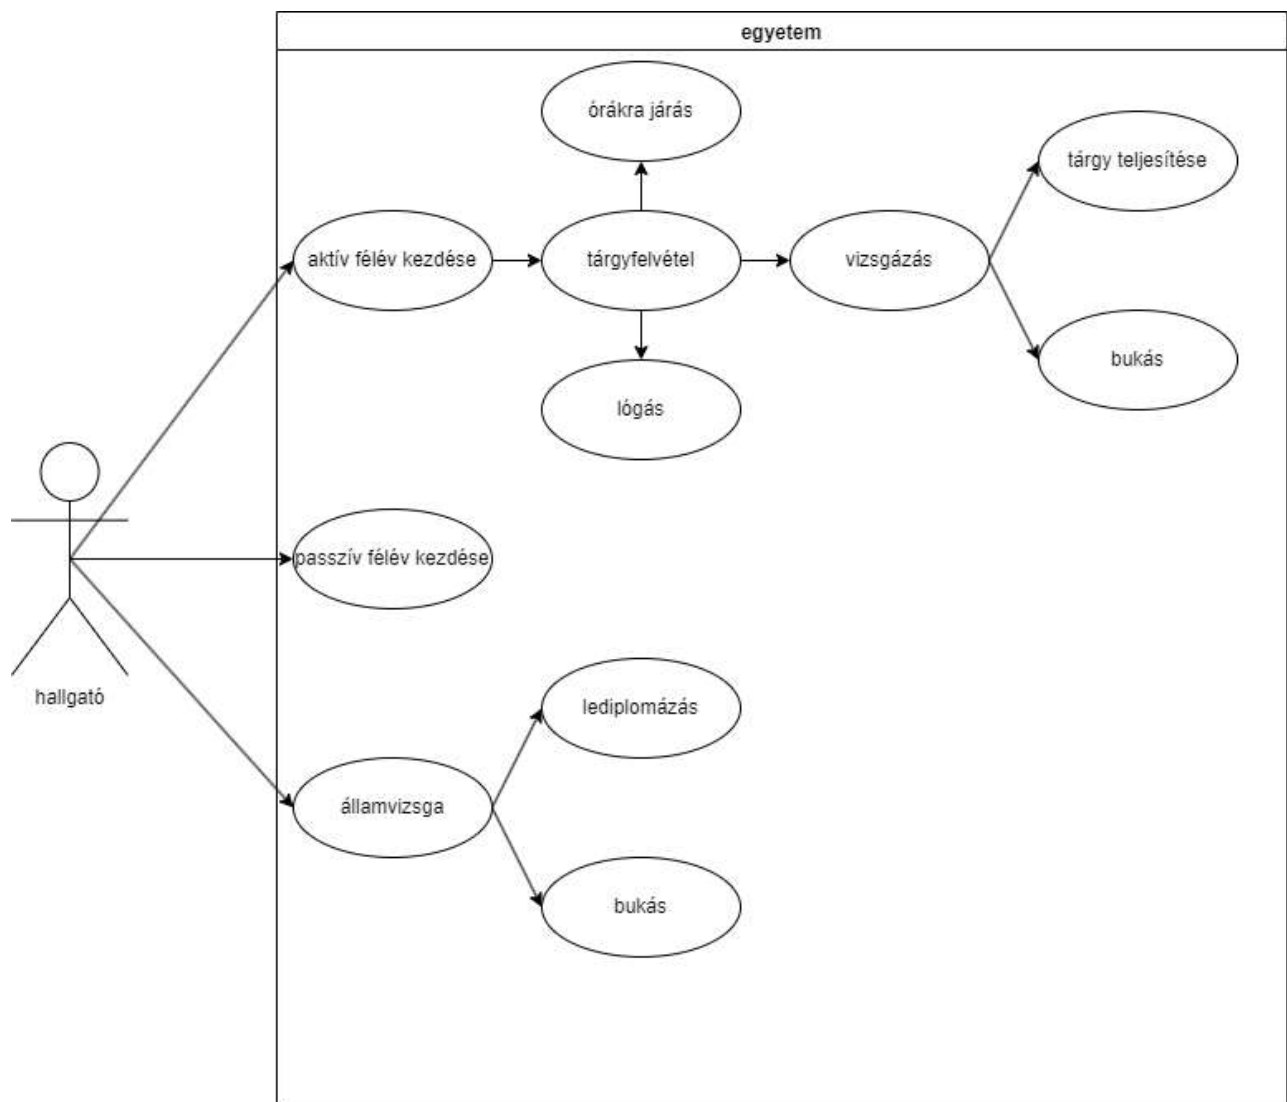 egyetem
órákra járás
tárgy teljesítése
aktív félév kezdése
tárgyfelvétel
vizsgázás
bukás
lógás
passzív félév kezdése
hallgató
lediplomázás
államvizsga
bukás